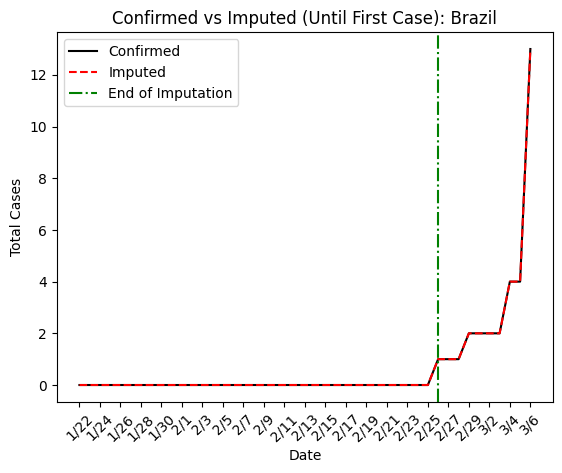 Confirmed vs Imputed (Until First Case): Brazil
Confirmed
Imputed
End of Imputation
Total Cases
12
10
8
6
4
2
0
1/22 1/24 1/26 1/28 1/30 2/1 2/3 2/5 2/7 2/9 2/11 2/13 2/15 2/17 2/19 2/21 2/23 2/25 2/27 2/29 3/2 3/4 3/6
Date